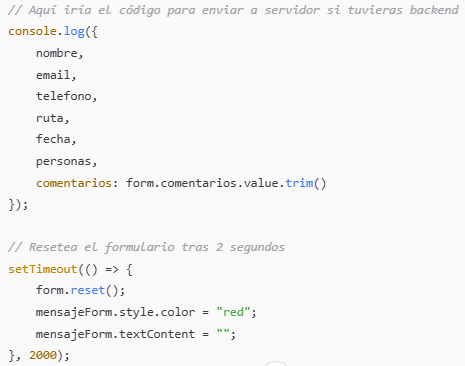 // Aquí iría el código para enviar a servidor si tuvieras backend
console.log({
    nombre,
    email,
    telefono,
    ruta,
    fecha,
    personas,
    comentarios: form.comentarios.value.trim()
});

// Resetea el formulario tras 2 segundos
setTimeout(() => {
    form.reset();
    mensajeForm.style.color = "red";
    mensajeForm.textContent = "";
}, 2000);